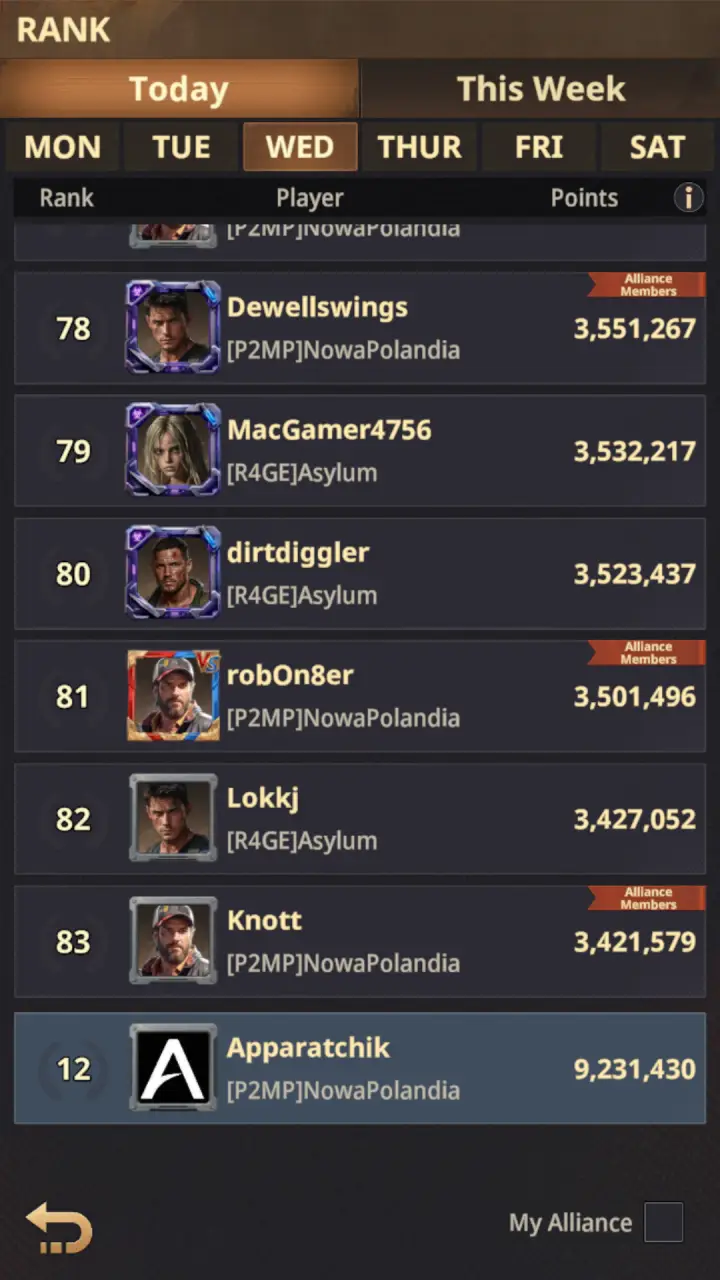 RANK
Today
This Week
MON
TUE
WED
THUR
FRI
SAT
Rank
Player
Points
[P2MP]NowaPolandia
78
Dewellswings
[P2MP]NowaPolandia
Alliance
Members
3,551,267
79
MacGamer4756
[R4GE]Asylum
3,532,217
80
dirtdiggler
[R4GE]Asylum
3,523,437
81
VS
robOn8er
[P2MP]NowaPolandia
Alliance
Members
3,501,496
82
Lokkj
[R4GE]Asylum
3,427,052
83
Knott
[P2MP]NowaPolandia
Alliance
Members
3,421,579
12
Apparatchik
[P2MP]NowaPolandia
9,231,430
My Alliance